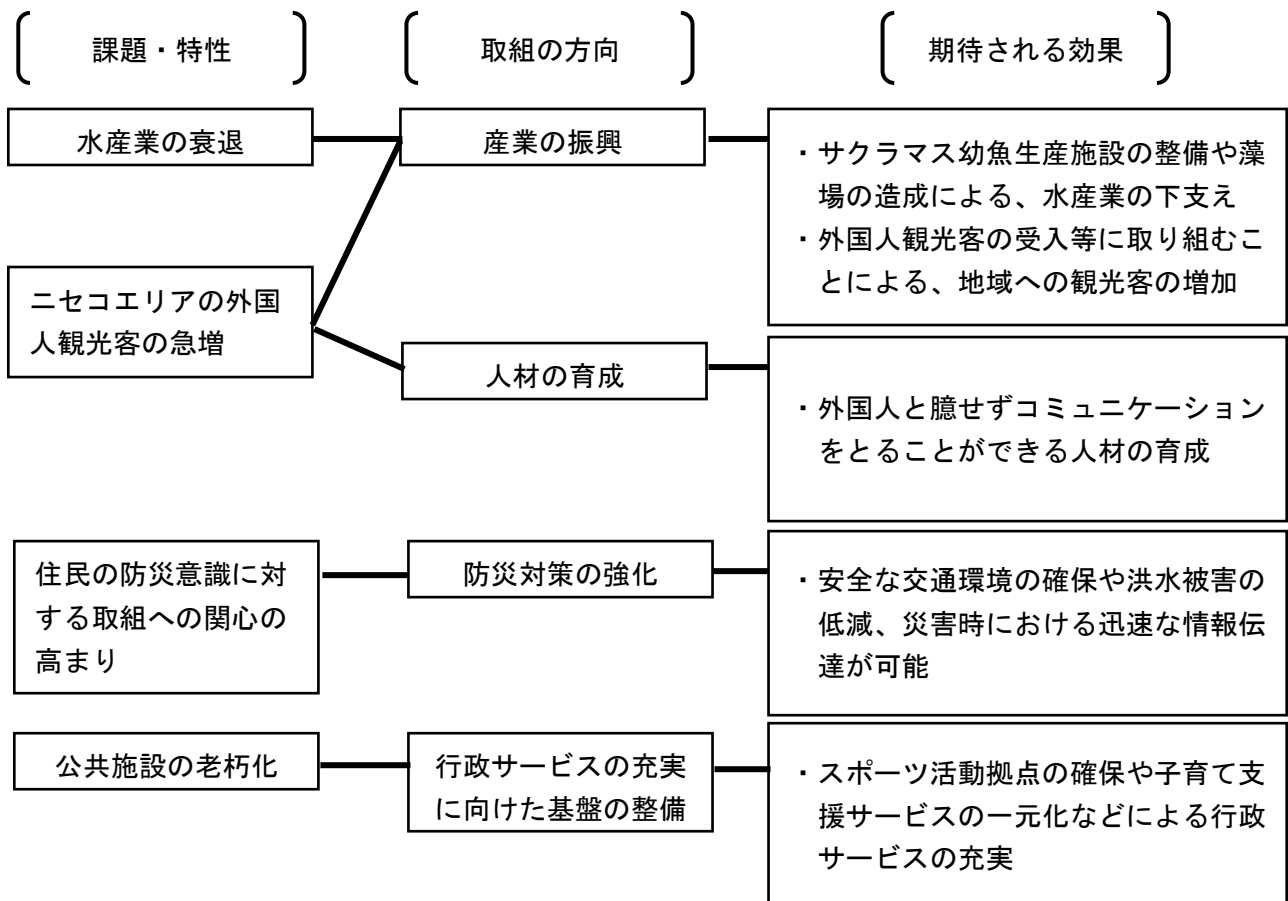 課題・特性
取組の方向
期待される効果
水産業の衰退
産業の振興
・サクラマス幼魚生産施設の整備や藻
場の造成による、水産業の下支え
・外国人観光客の受入等に取り組むこ
とによる、地域への観光客の増加
ニセコエリアの外国
人観光客の急増
人材の育成
・外国人と臆せずコミュニケーション
をとることができる人材の育成
住民の防災意識に対
する取組への関心の
高まり
防災対策の強化
・安全な交通環境の確保や洪水被害の
低減、災害時における迅速な情報伝
達が可能
公共施設の老朽化
行政サービスの充実
に向けた基盤の整備
・スポーツ活動拠点の確保や子育て支
援サービスの一元化などによる行政
サービスの充実